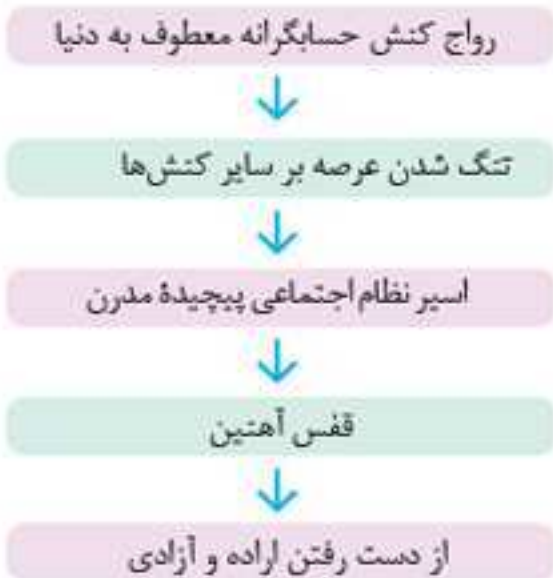 رواج کنش حسابگرانه معطوف به دنیا
تنگ شدن عرصه بر سایر کنش‌ها
اسیر نظام اجتماعی پیچیدهٔ مدرن
قفس آهنین
از دست رفتن اراده و آزادی